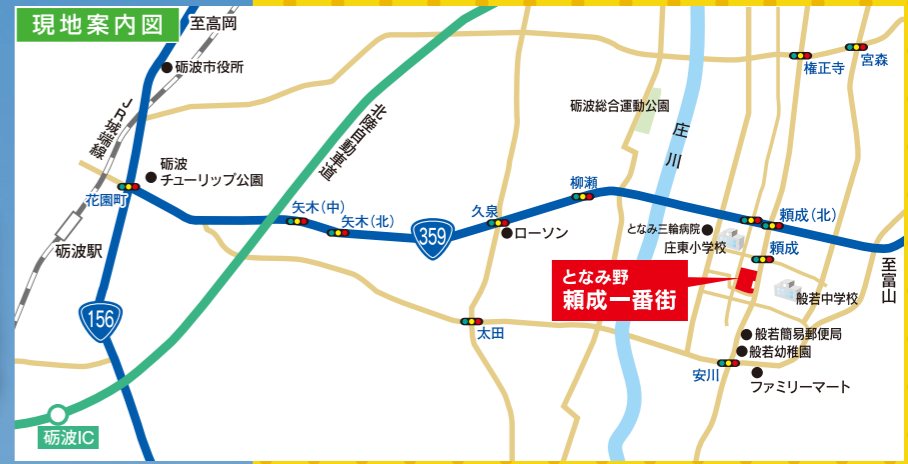 現地案内図
至高岡
砺波市役所
JR城端線
砺波
チューリップ公園
花園町
砺波駅
156
砺波IC
北陸自動車道
矢木(中)
矢木(北)
359
久泉
ローソン
太田
柳瀬
砺波総合運動公園
庄川
権正寺
宮森
となみ三輪病院
庄東小学校
頼成(北)
頼成
至富山
となみ野
頼成一番街
般若中学校
般若簡易郵便局
般若幼稚園
安川
ファミリーマート